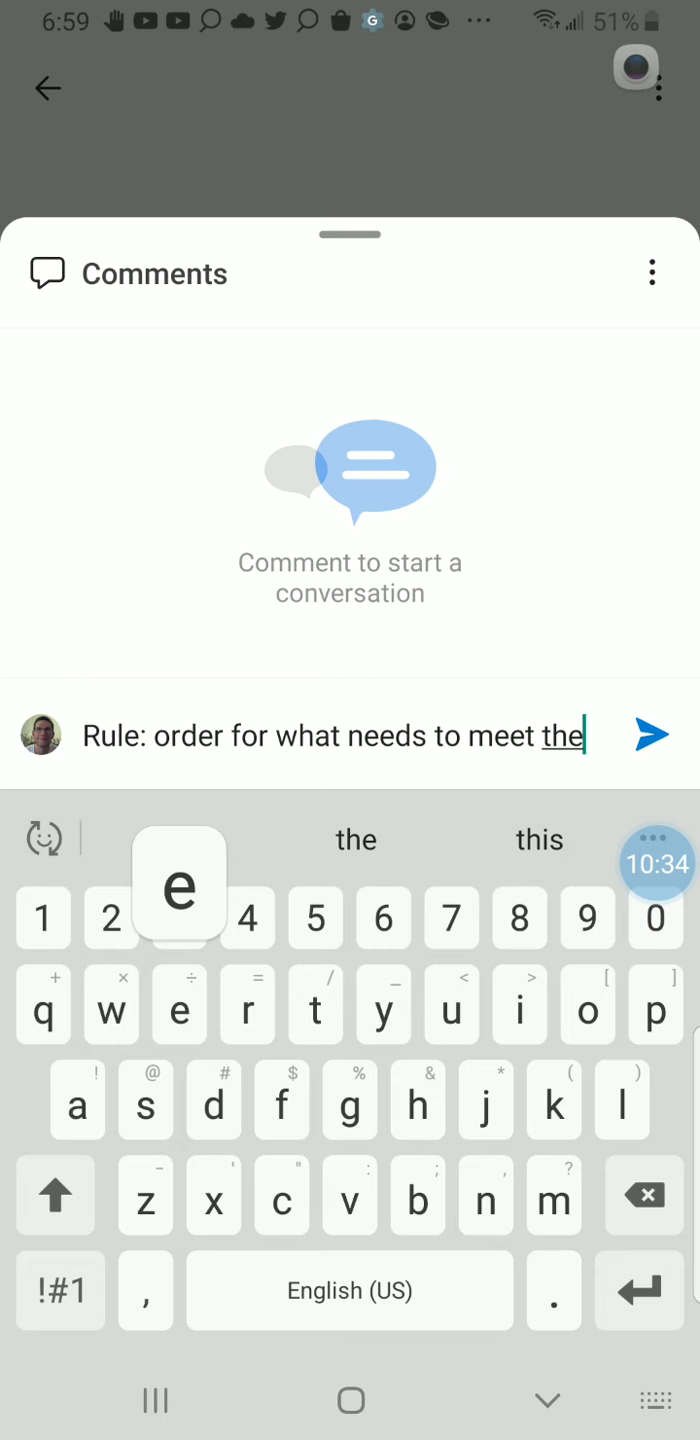 6:59 G ... 51%
Comments
Comment to start a
conversation
Rule: order for what needs to meet the
the this ...
10:34
e
1 2 4 5 6 7 8 9 0
+ × ÷ = / _ < > [ ]
q w e r t y u i o p
! @ # $ % & * ( )
a s d f g h j k l
- ' " : ; , ?
z x c v b n m
!#1 , English (US) .